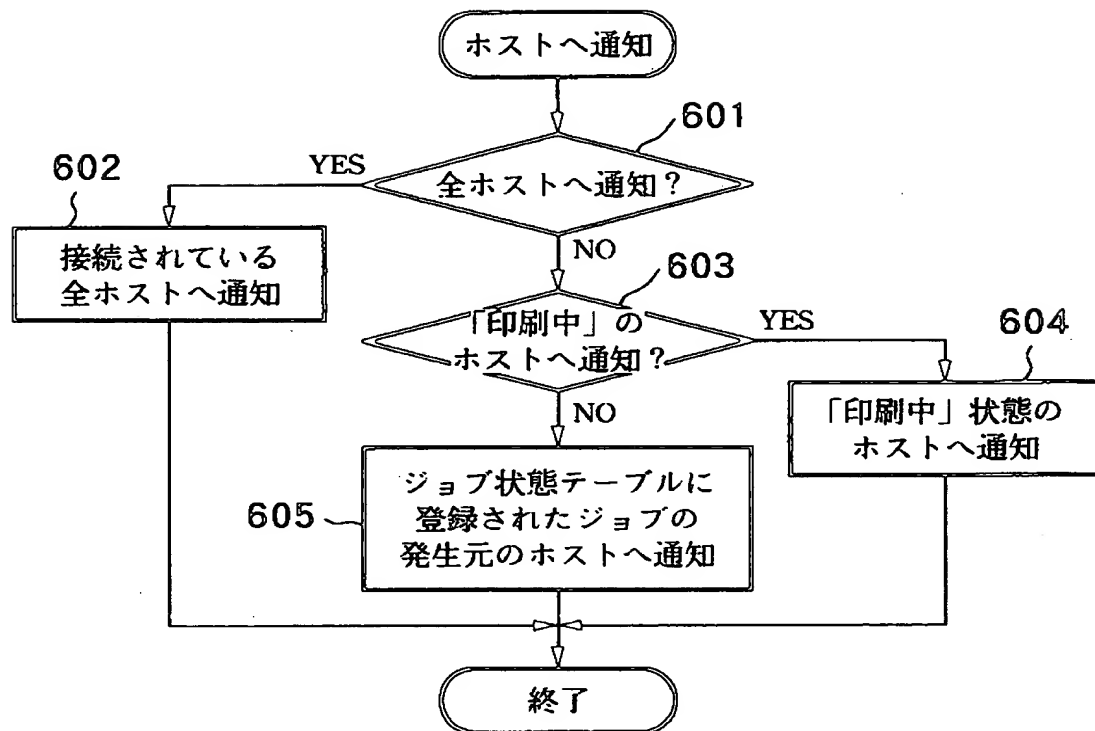 ホストへ通知
601
全ホストへ通知？
YES
602
接続されている
全ホストへ通知
NO
603
「印刷中」の
ホストへ通知？
YES
604
「印刷中」状態の
ホストへ通知
NO
605
ジョブ状態テーブルに
登録されたジョブの
発生元のホストへ通知
終了